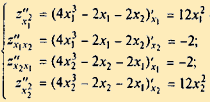 z''_{x_1^2} = (4x_1^3 - 2x_1 - 2x_2)'_{x_1} = 12x_1^2
z''_{x_1x_2} = (4x_1^3 - 2x_1 - 2x_2)'_{x_2} = -2;
z''_{x_2x_1} = (4x_2^3 - 2x_2 - 2x_1)'_{x_1} = -2;
z''_{x_2^2} = (4x_2^3 - 2x_2 - 2x_1)'_{x_2} = 12x_2^2